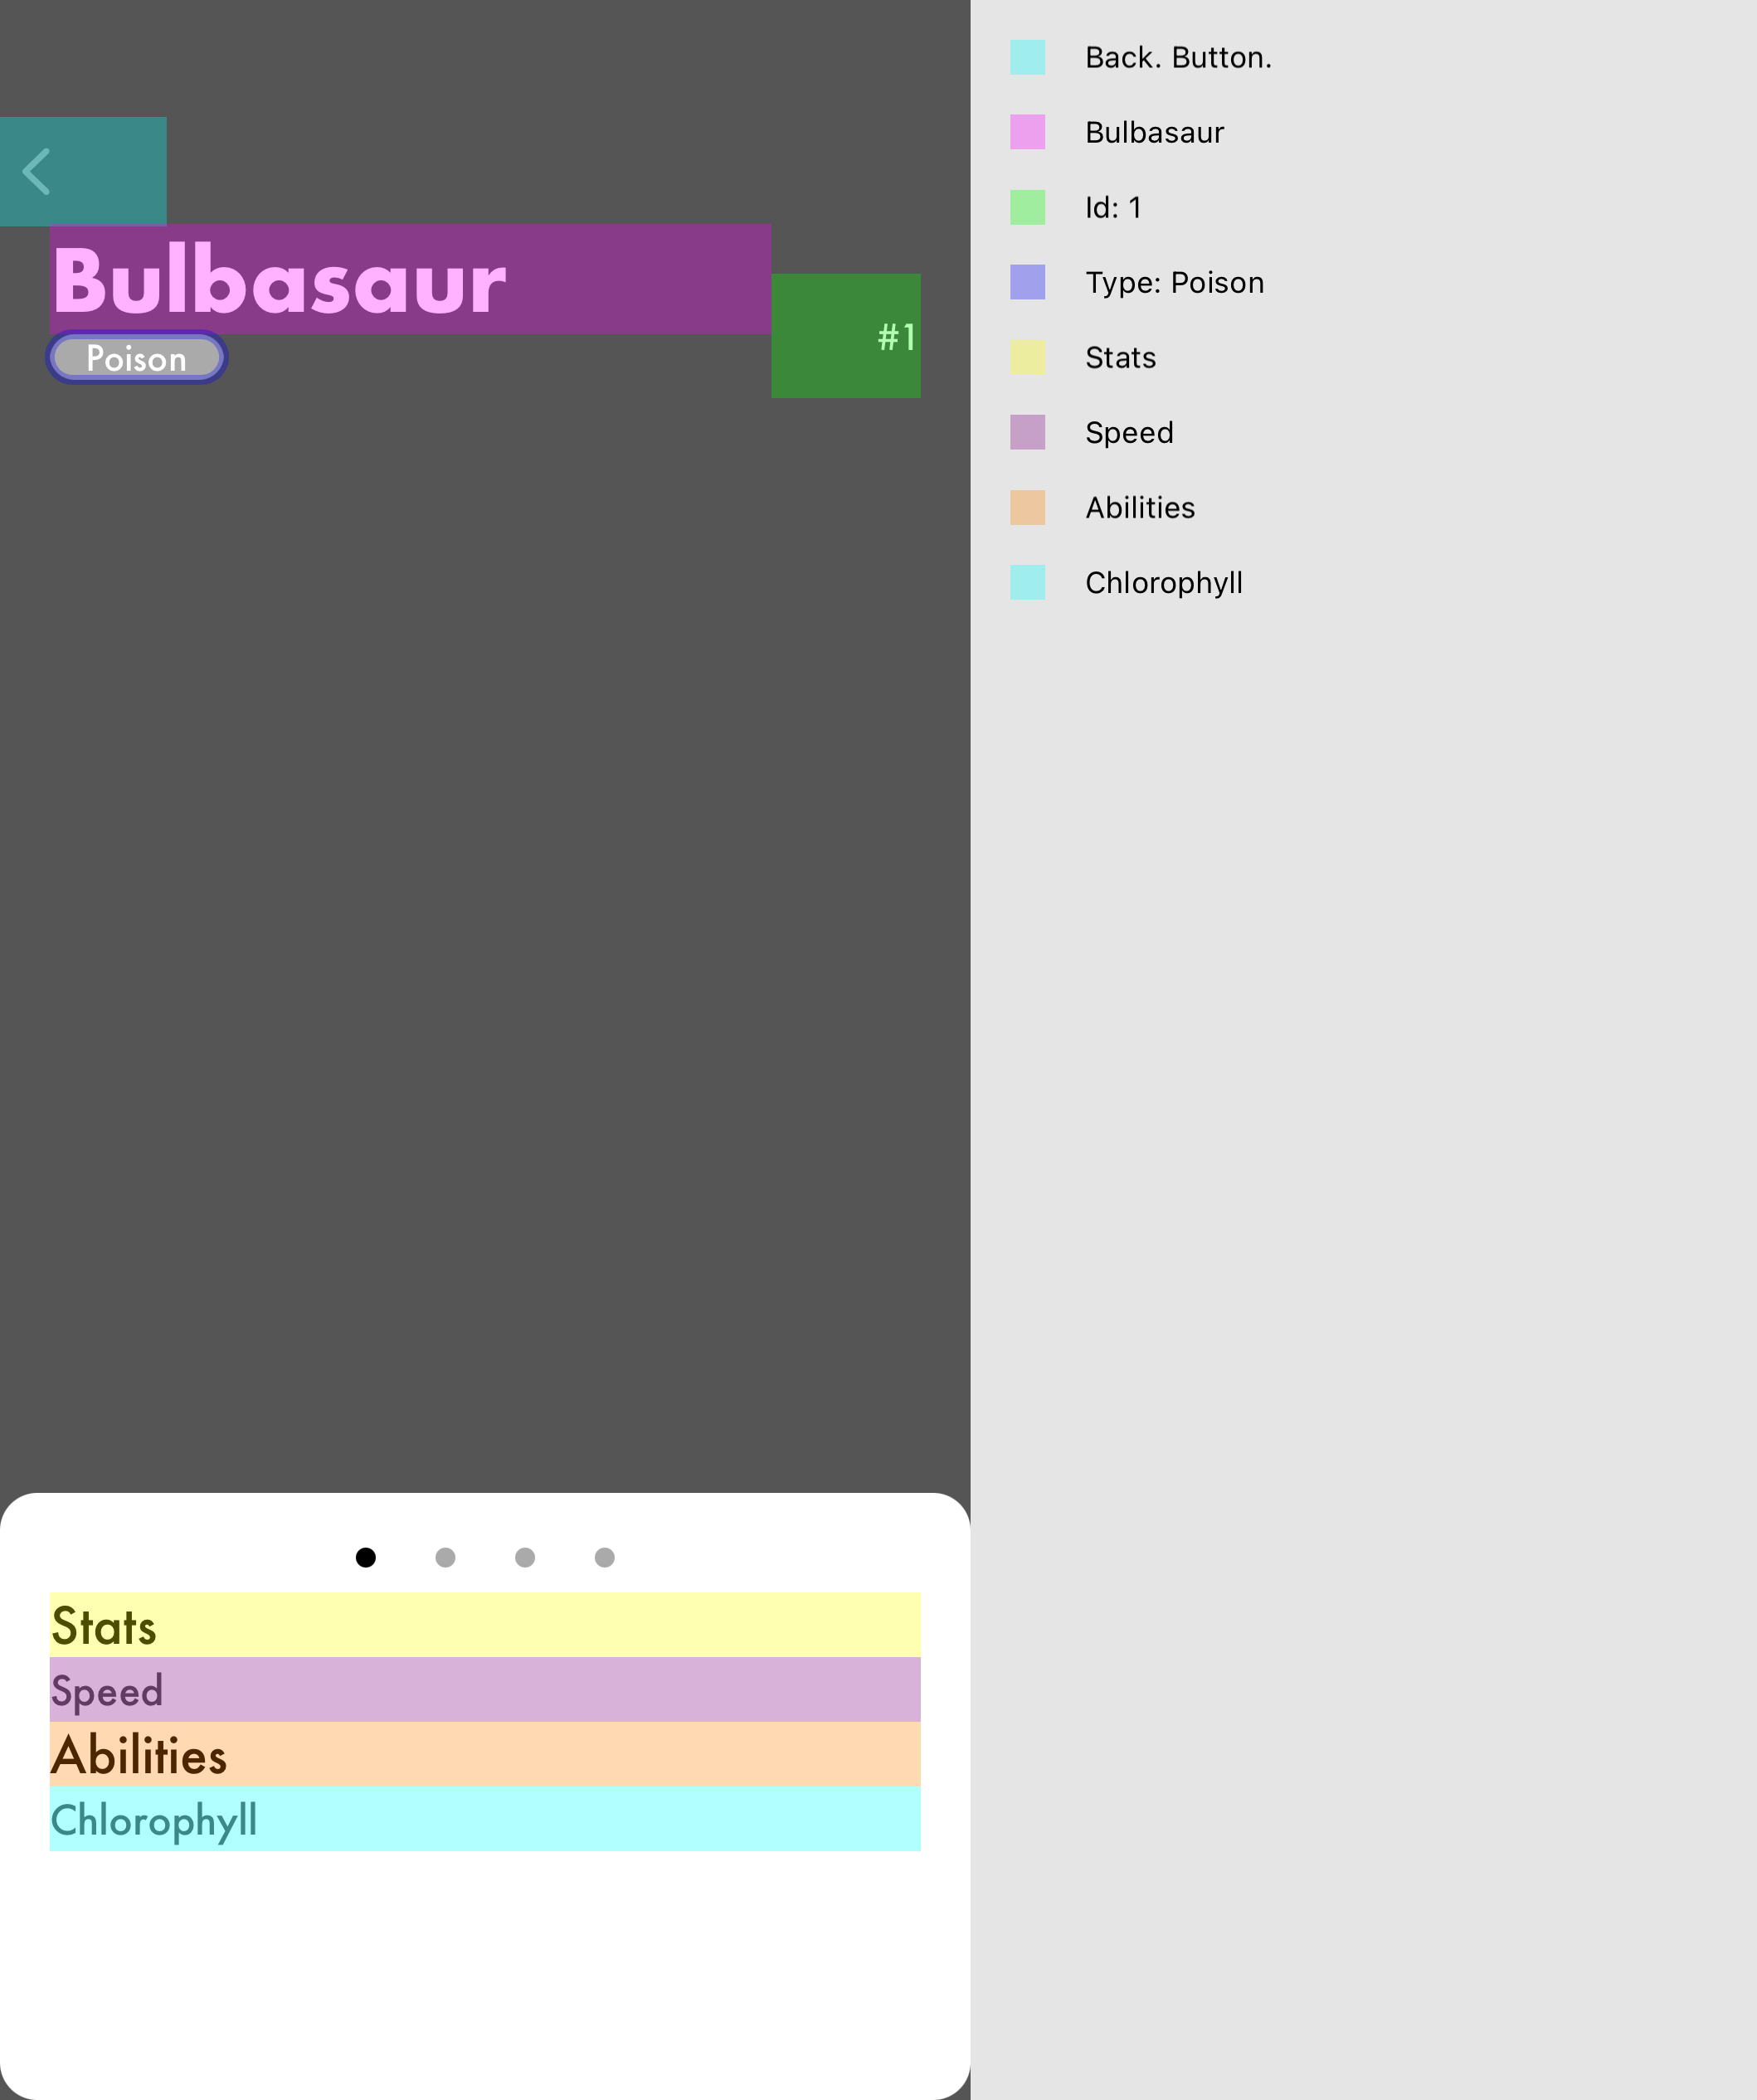 Bulbasaur
#1
Poison
Stats
Speed
Abilities
Chlorophyll
Back. Button.
Bulbasaur
Id: 1
Type: Poison
Stats
Speed
Abilities
Chlorophyll